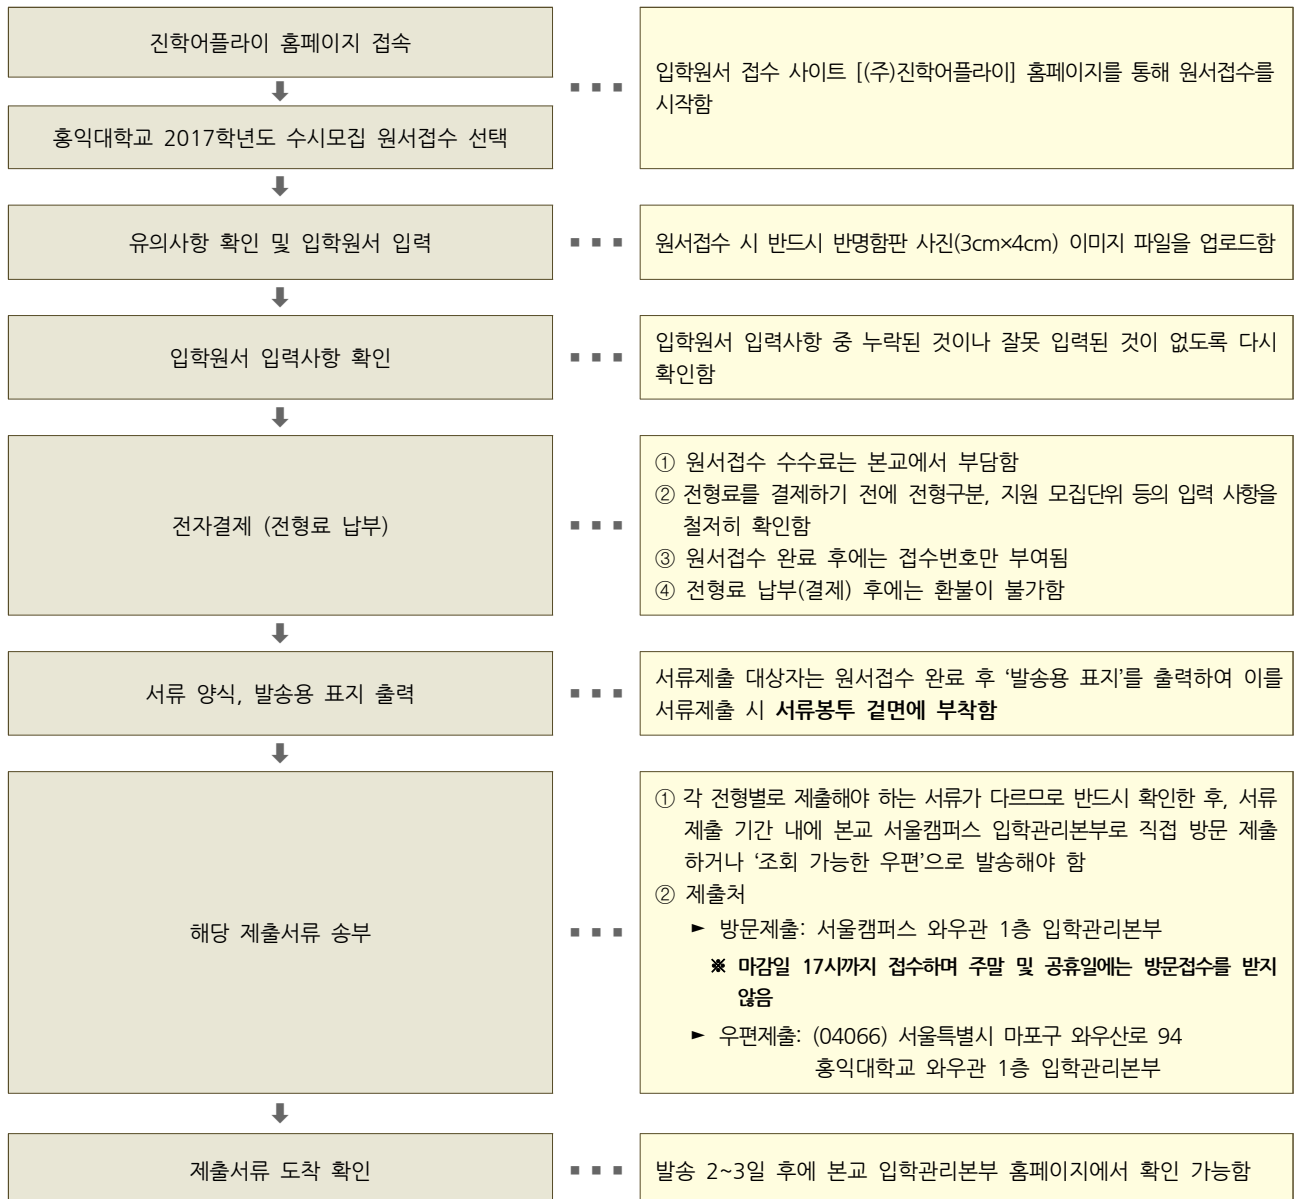 진학어플라이 홈페이지 접속
홍익대학교 2017학년도 수시모집 원서접수 선택
입학원서 접수 사이트 [(주)진학어플라이] 홈페이지를 통해 원서접수를
시작함
유의사항 확인 및 입학원서 입력
원서접수 시 반드시 반명함판 사진(3cm×4cm) 이미지 파일을 업로드함
입학원서 입력사항 확인
입학원서 입력사항 중 누락된 것이나 잘못 입력된 것이 없도록 다시
확인함
전자결제 (전형료 납부)
① 원서접수 수수료는 본교에서 부담함
② 전형료를 결제하기 전에 전형구분, 지원 모집단위 등의 입력 사항을
철저히 확인함
③ 원서접수 완료 후에는 접수번호만 부여됨
④ 전형료 납부(결제) 후에는 환불이 불가함
서류 양식, 발송용 표지 출력
서류제출 대상자는 원서접수 완료 후 ‘발송용 표지’를 출력하여 이를
서류제출 시 서류봉투 겉면에 부착함
해당 제출서류 송부
① 각 전형별로 제출해야 하는 서류가 다르므로 반드시 확인한 후, 서류
제출 기간 내에 본교 서울캠퍼스 입학관리본부로 직접 방문 제출
하거나 ‘조회 가능한 우편’으로 발송해야 함
② 제출처
► 방문제출: 서울캠퍼스 와우관 1층 입학관리본부
※ 마감일 17시까지 접수하며 주말 및 공휴일에는 방문접수를 받지
않음
► 우편제출: (04066) 서울특별시 마포구 와우산로 94
홍익대학교 와우관 1층 입학관리본부
제출서류 도착 확인
발송 2~3일 후에 본교 입학관리본부 홈페이지에서 확인 가능함